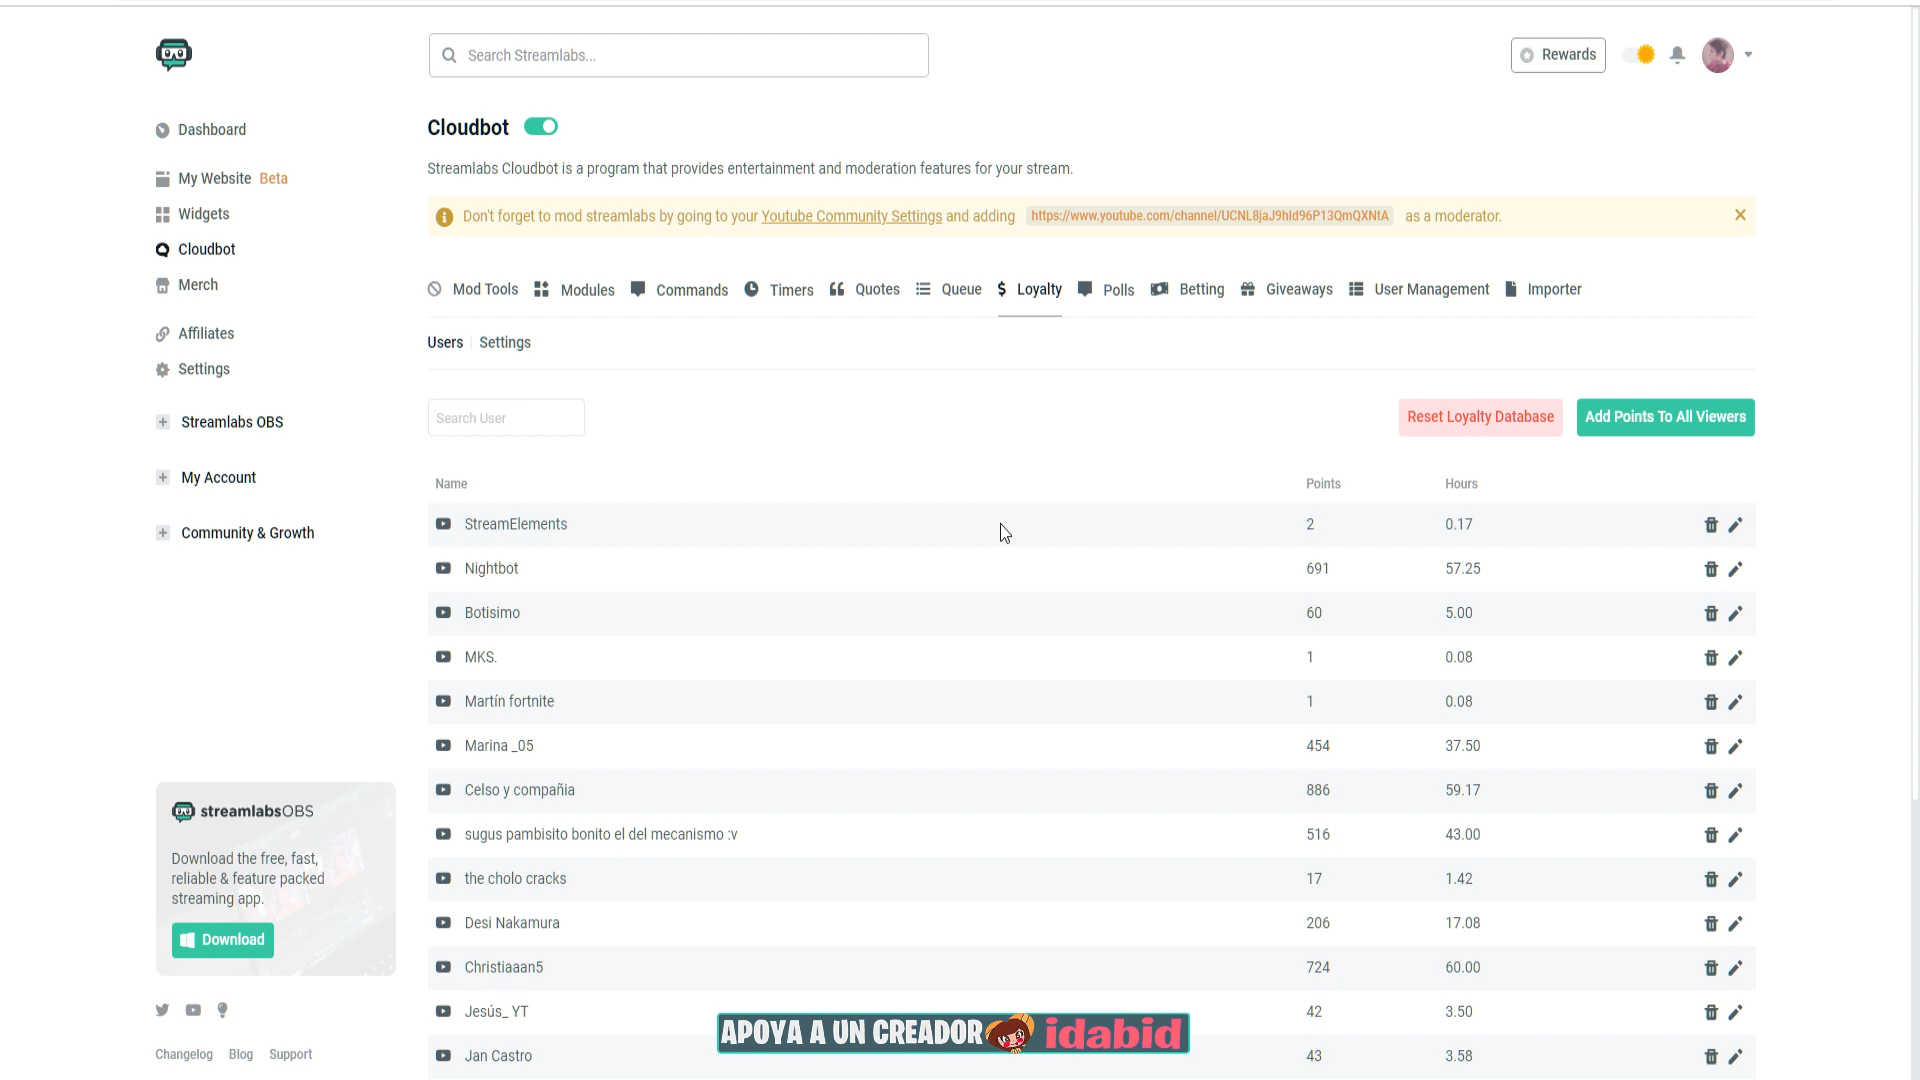 Search Streamlabs...
Rewards
Dashboard
My Website Beta
Widgets
Cloudbot
Merch
Affiliates
Settings
Streamlabs OBS
My Account
Community & Growth
streamlabsOBS
Download the free, fast,
reliable & feature packed
streaming app.
Download
Changelog Blog Support
Cloudbot
Streamlabs Cloudbot is a program that provides entertainment and moderation features for your stream.
Don't forget to mod streamlabs by going to your Youtube Community Settings and adding https://www.youtube.com/channel/UCNL8jaJ9hId96P13QmQXNtA as a moderator.
Mod Tools Modules Commands Timers Quotes Queue Loyalty Polls Betting Giveaways User Management Importer
Users Settings
Search User
Reset Loyalty Database Add Points To All Viewers
Name Points Hours
StreamElements 2 0.17
Nightbot 691 57.25
Botisimo 60 5.00
MKS. 1 0.08
Martín fortnite 1 0.08
Marina _05 454 37.50
Celso y compañia 886 59.17
sugus pambisito bonito el del mecanismo :v 516 43.00
the cholo cracks 17 1.42
Desi Nakamura 206 17.08
Christiaaan5 724 60.00
Jesús_ YT 42 3.50
Jan Castro 43 3.58
APOYA A UN CREADOR idabid